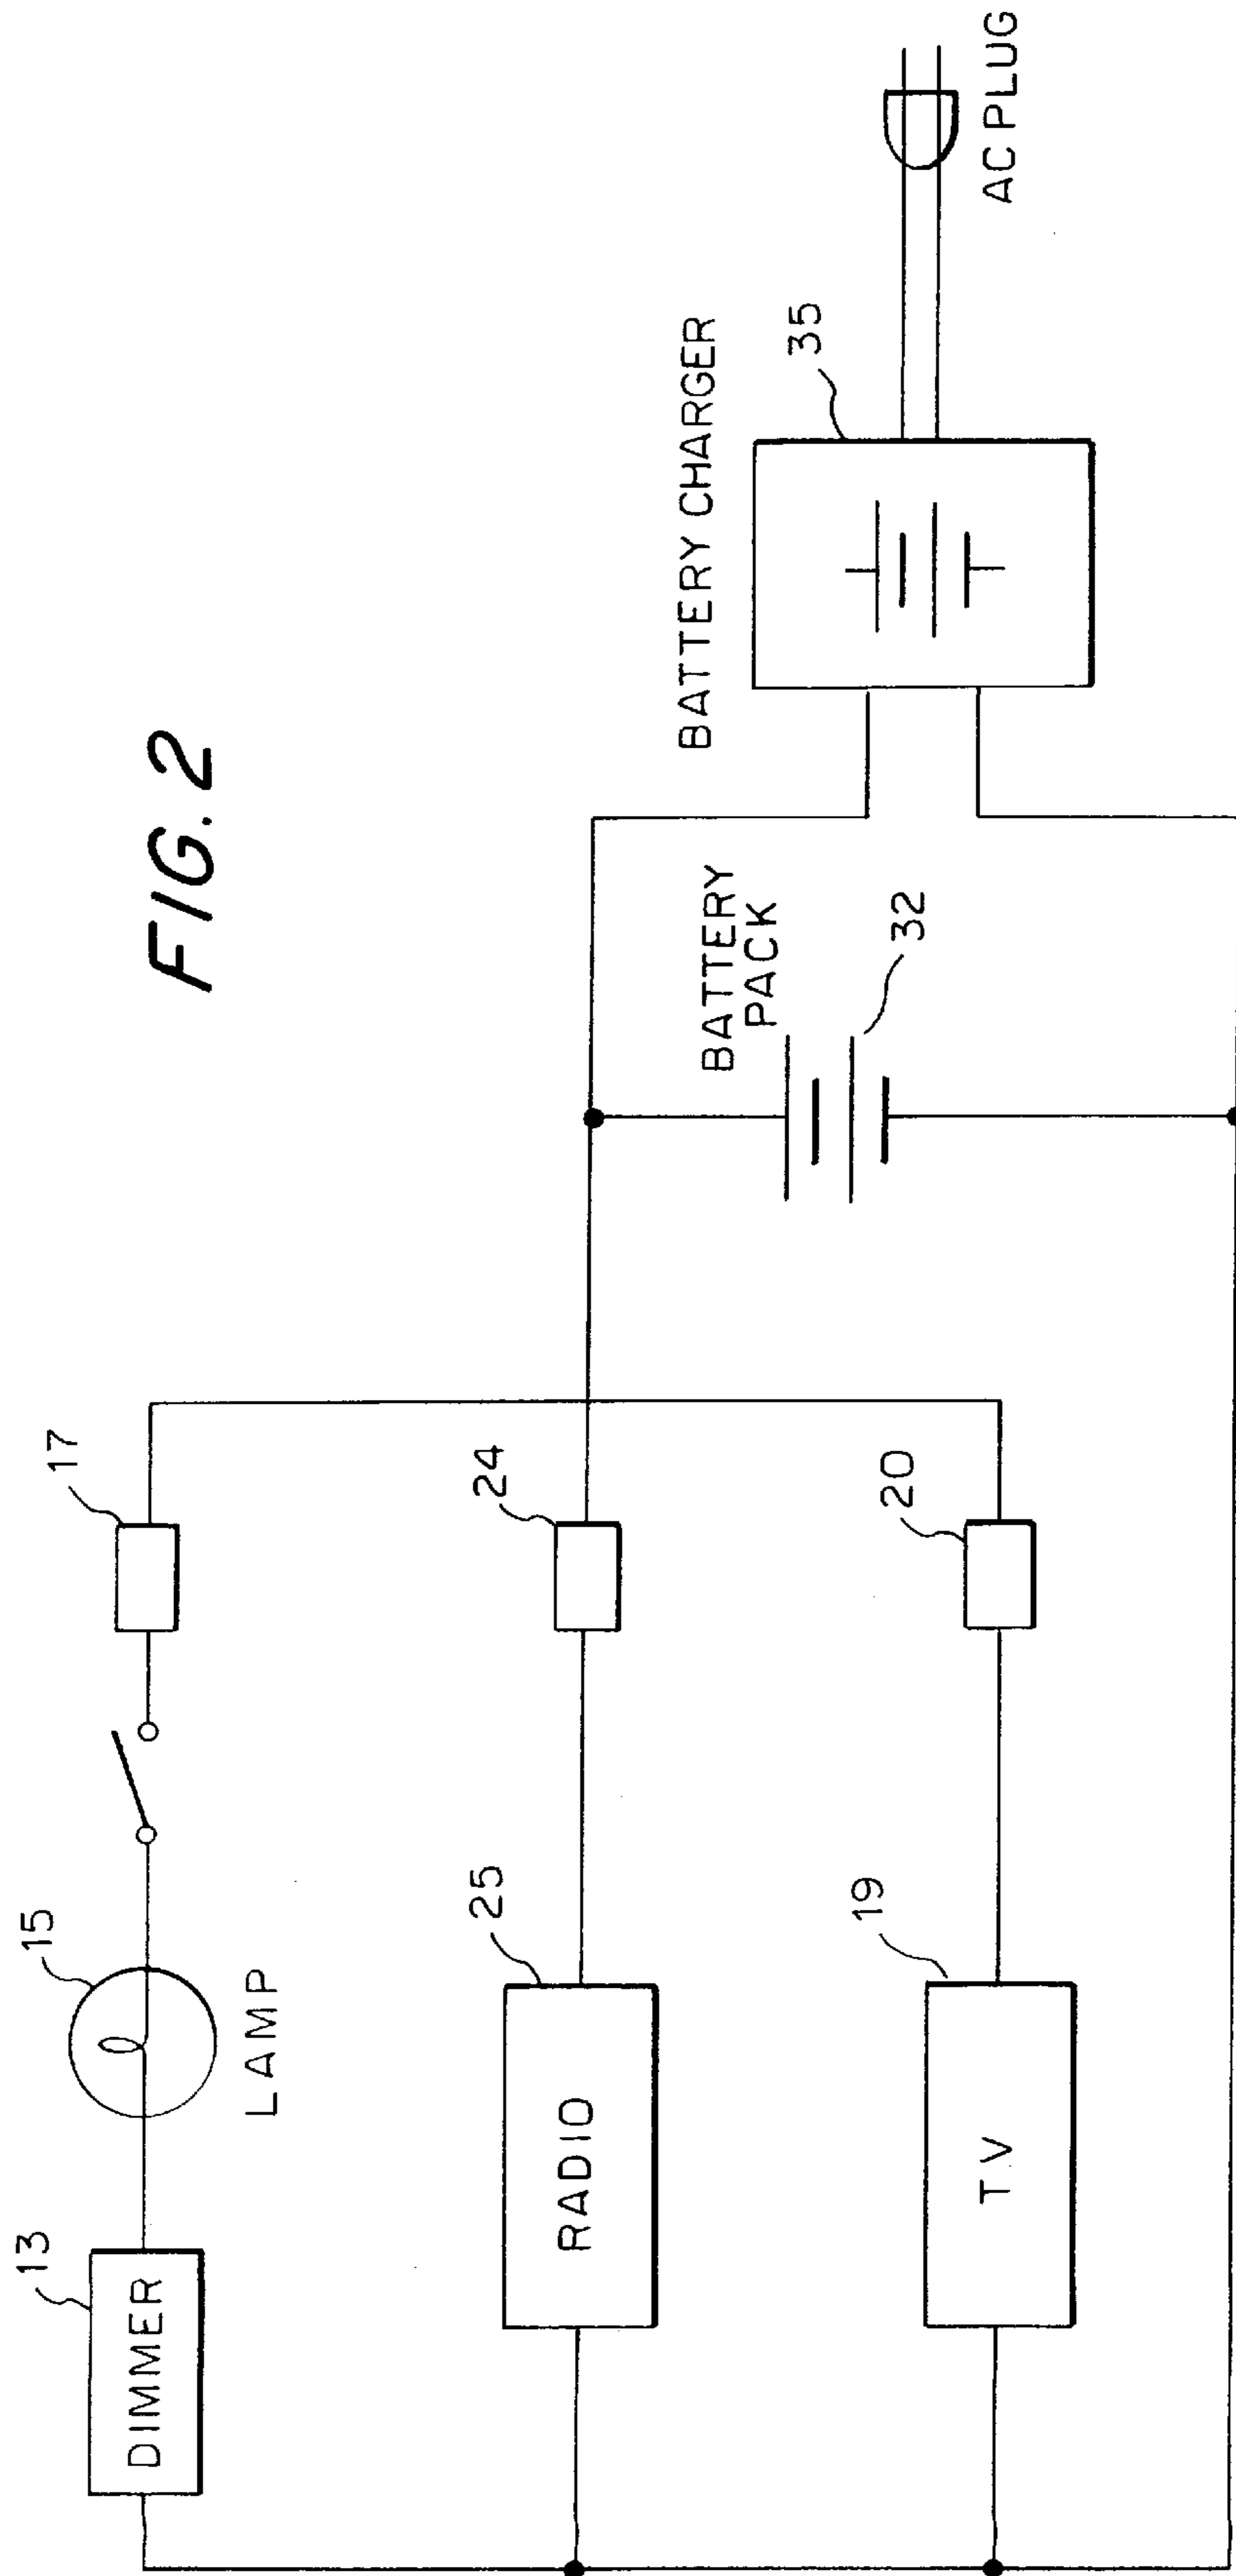 FIG. 2
AC PLUG
BATTERY CHARGER
35
BATTERY
PACK
32
17
24
20
15
LAMP
25
RADIO
19
TV
13
DIMMER